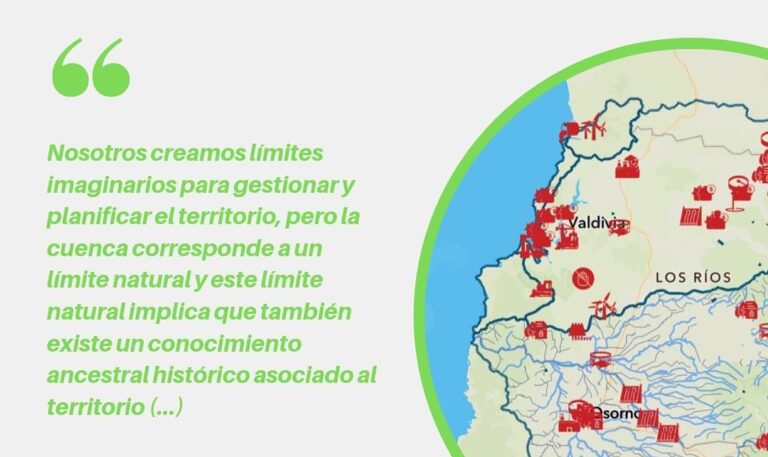 Nosotros creamos límites
imaginarios para gestionar y
planificar el territorio, pero la
cuenca corresponde a un
límite natural y este límite
natural implica que también
existe un conocimiento
ancestral histórico asociado al
territorio (...)
Valdivia
LOS RÍOS
Osorno